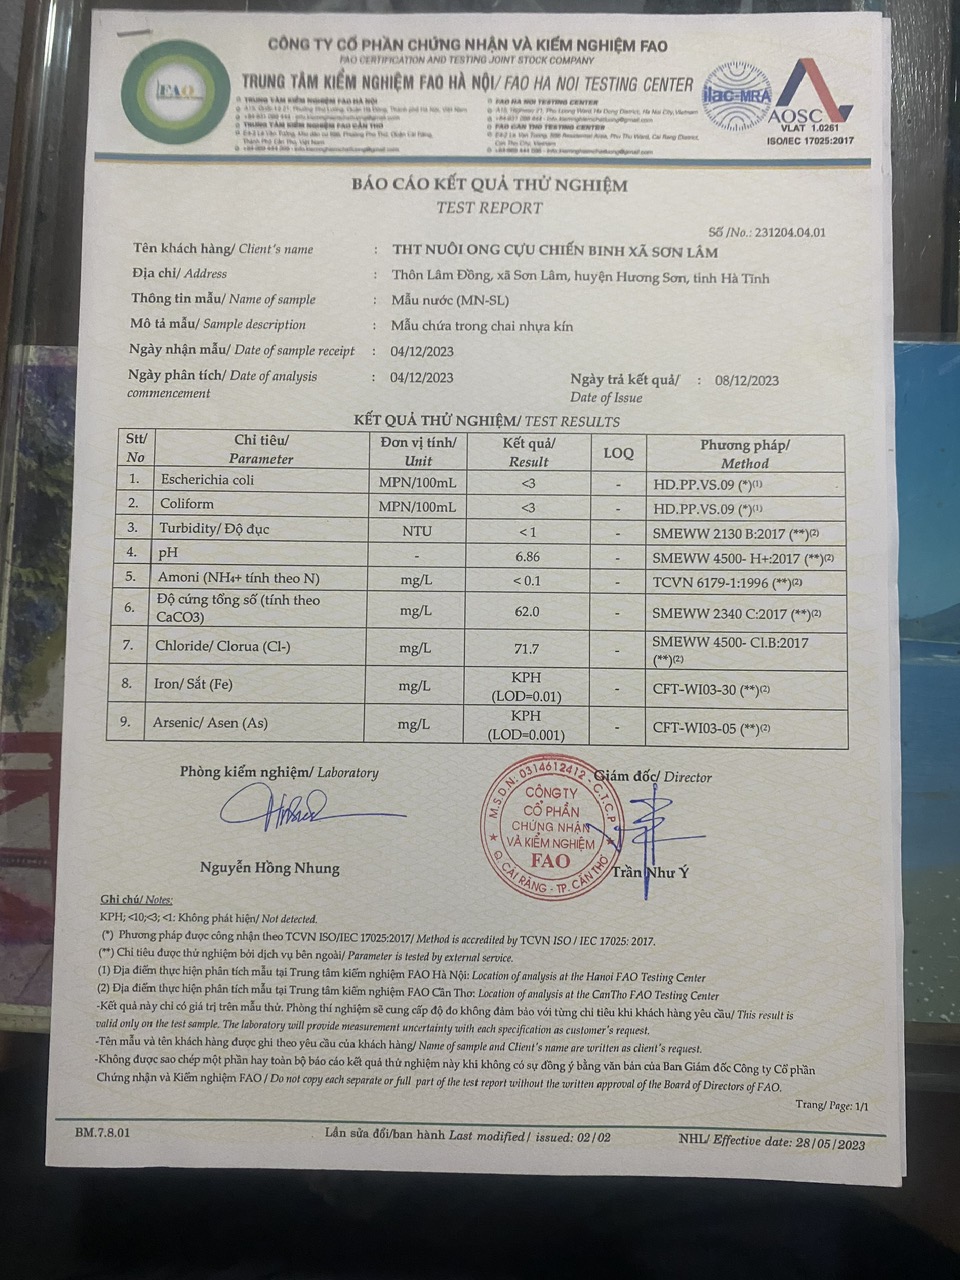 CÔNG TY CỔ PHẦN CHỨNG NHẬN VÀ KIỂM NGHIỆM FAO
FAO CERTIFICATION AND TESTING JOINT STOCK COMPANY
TRUNG TÂM KIỂM NGHIỆM FAO HÀ NỘI/ FAO HA NOI TESTING CENTER
FAO
TRUNG TÂM KIỂM NGHIỆM FAO HÀ NỘI
FAO HA NOI TESTING CENTER
TRUNG TÂM KIỂM NGHIỆM FAO CẦN THƠ
FAO CAN THO TESTING CENTER
ilac-MRA
AOSC
VLAT 1.0261
ISO/IEC 17025:2017
BÁO CÁO KẾT QUẢ THỬ NGHIỆM
TEST REPORT
Số /No.: 231204.04.01
Tên khách hàng/ Client's name : THT NUÔI ONG CỰU CHIẾN BINH XÃ SƠN LÂM
Địa chỉ/ Address : Thôn Lâm Đồng, xã Sơn Lâm, huyện Hương Sơn, tỉnh Hà Tĩnh
Thông tin mẫu/ Name of sample : Mẫu nước (MN-SL)
Mô tả mẫu/ Sample description : Mẫu chứa trong chai nhựa kín
Ngày nhận mẫu/ Date of sample receipt : 04/12/2023
Ngày phân tích/ Date of analysis commencement : 04/12/2023 Ngày trả kết quả/ Date of Issue : 08/12/2023
KẾT QUẢ THỬ NGHIỆM/ TEST RESULTS
Stt/ No Chỉ tiêu/ Parameter Đơn vị tính/ Unit Kết quả/ Result LOQ Phương pháp/ Method
1. Escherichia coli MPN/100mL <3 - HD.PP.VS.09 (*)⁽¹⁾
2. Coliform MPN/100mL <3 - HD.PP.VS.09 (*)⁽¹⁾
3. Turbidity/ Độ đục NTU < 1 - SMEWW 2130 B:2017 (**)⁽²⁾
4. pH - 6.86 - SMEWW 4500- H+:2017 (**)⁽²⁾
5. Amoni (NH₄+ tính theo N) mg/L < 0.1 - TCVN 6179-1:1996 (**)⁽²⁾
6. Độ cứng tổng số (tính theo CaCO3) mg/L 62.0 - SMEWW 2340 C:2017 (**)⁽²⁾
7. Chloride/ Clorua (Cl-) mg/L 71.7 - SMEWW 4500- Cl.B:2017 (**)⁽²⁾
8. Iron/ Sắt (Fe) mg/L KPH (LOD=0.01) - CFT-WI03-30 (**)⁽²⁾
9. Arsenic/ Asen (As) mg/L KPH (LOD=0.001) - CFT-WI03-05 (**)⁽²⁾
Phòng kiểm nghiệm/ Laboratory
Giám đốc/ Director
M.S.D.N: 0314612412 . C.T.C.P
CÔNG TY
CỔ PHẦN
CHỨNG NHẬN
VÀ KIỂM NGHIỆM
FAO
Q. CÁI RĂNG - TP. CẦN THƠ
Nguyễn Hồng Nhung
Trần Như Ý
Ghi chú/ Notes:
KPH; <10;<3; <1: Không phát hiện/ Not detected.
(*) Phương pháp được công nhận theo TCVN ISO/IEC 17025:2017/ Method is accredited by TCVN ISO / IEC 17025: 2017.
(**) Chỉ tiêu được thử nghiệm bởi dịch vụ bên ngoài/ Parameter is tested by external service.
(1) Địa điểm thực hiện phân tích mẫu tại Trung tâm kiểm nghiệm FAO Hà Nội: Location of analysis at the Hanoi FAO Testing Center
(2) Địa điểm thực hiện phân tích mẫu tại Trung tâm kiểm nghiệm FAO Cần Thơ: Location of analysis at the CanTho FAO Testing Center
-Kết quả này chỉ có giá trị trên mẫu thử. Phòng thí nghiệm sẽ cung cấp độ do không đảm bảo với từng chỉ tiêu khi khách hàng yêu cầu/ This result is
valid only on the test sample. The laboratory will provide measurement uncertainty with each specification as customer's request.
-Tên mẫu và tên khách hàng được ghi theo yêu cầu của khách hàng/ Name of sample and Client's name are written as client's request.
-Không được sao chép một phần hay toàn bộ báo cáo kết quả thử nghiệm này khi không có sự đồng ý bằng văn bản của Ban Giám đốc Công ty Cổ phần
Chứng nhận và Kiểm nghiệm FAO / Do not copy each separate or full part of the test report without the written approval of the Board of Directors of FAO.
Trang/ Page: 1/1
BM.7.8.01 Lần sửa đổi/ban hành Last modified/ issued: 02/02 NHL/ Effective date: 28/05/2023